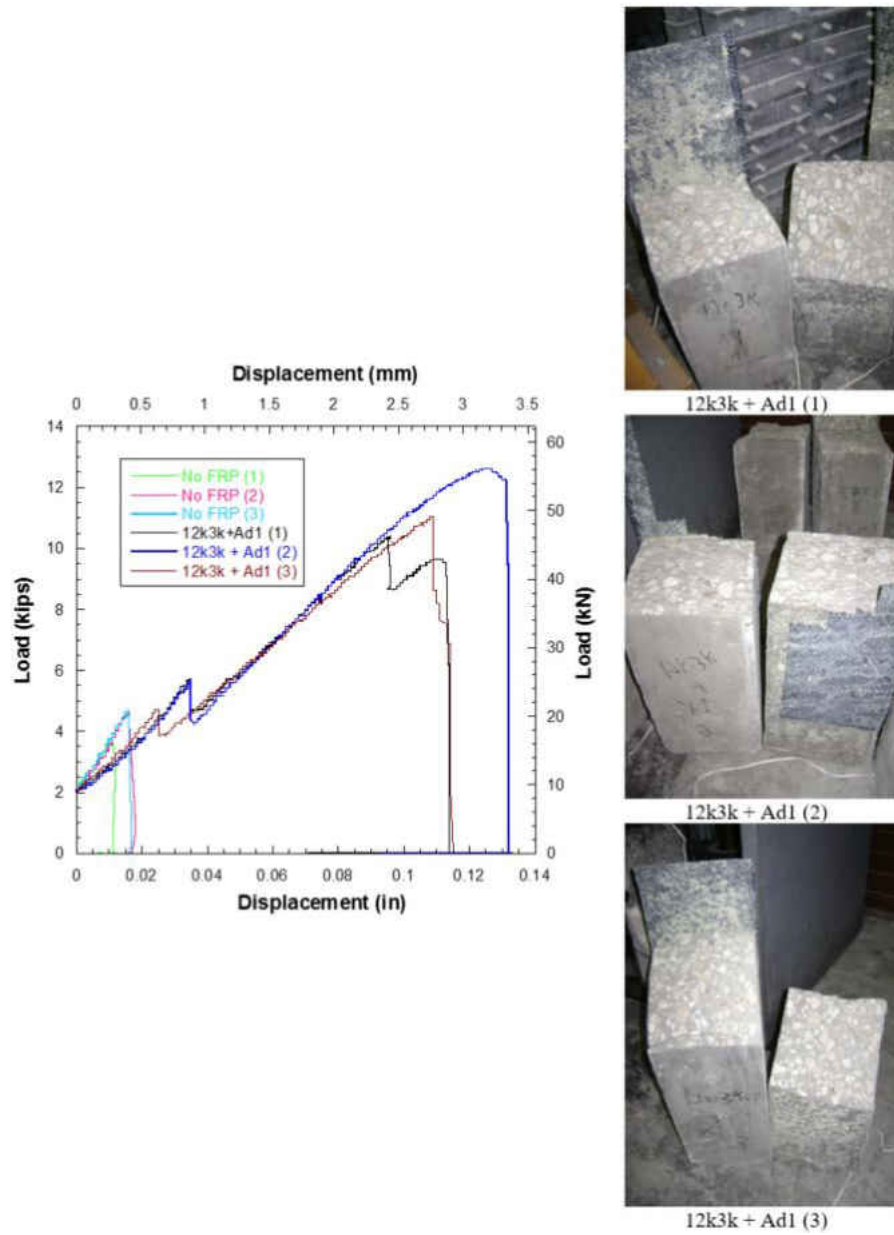 Displacement (mm)
0 0.5 1 1.5 2 2.5 3 3.5
Load (kips)
14
12
10
8
6
4
2
0
No FRP (1)
No FRP (2)
No FRP (3)
12k3k+Ad1 (1)
12k3k + Ad1 (2)
12k3k + Ad1 (3)
60
50
40
30
20
10
0
Load (kN)
0 0.02 0.04 0.06 0.08 0.1 0.12 0.14
Displacement (in)
12k3k + Ad1 (1)
12k3k + Ad1 (2)
12k3k + Ad1 (3)